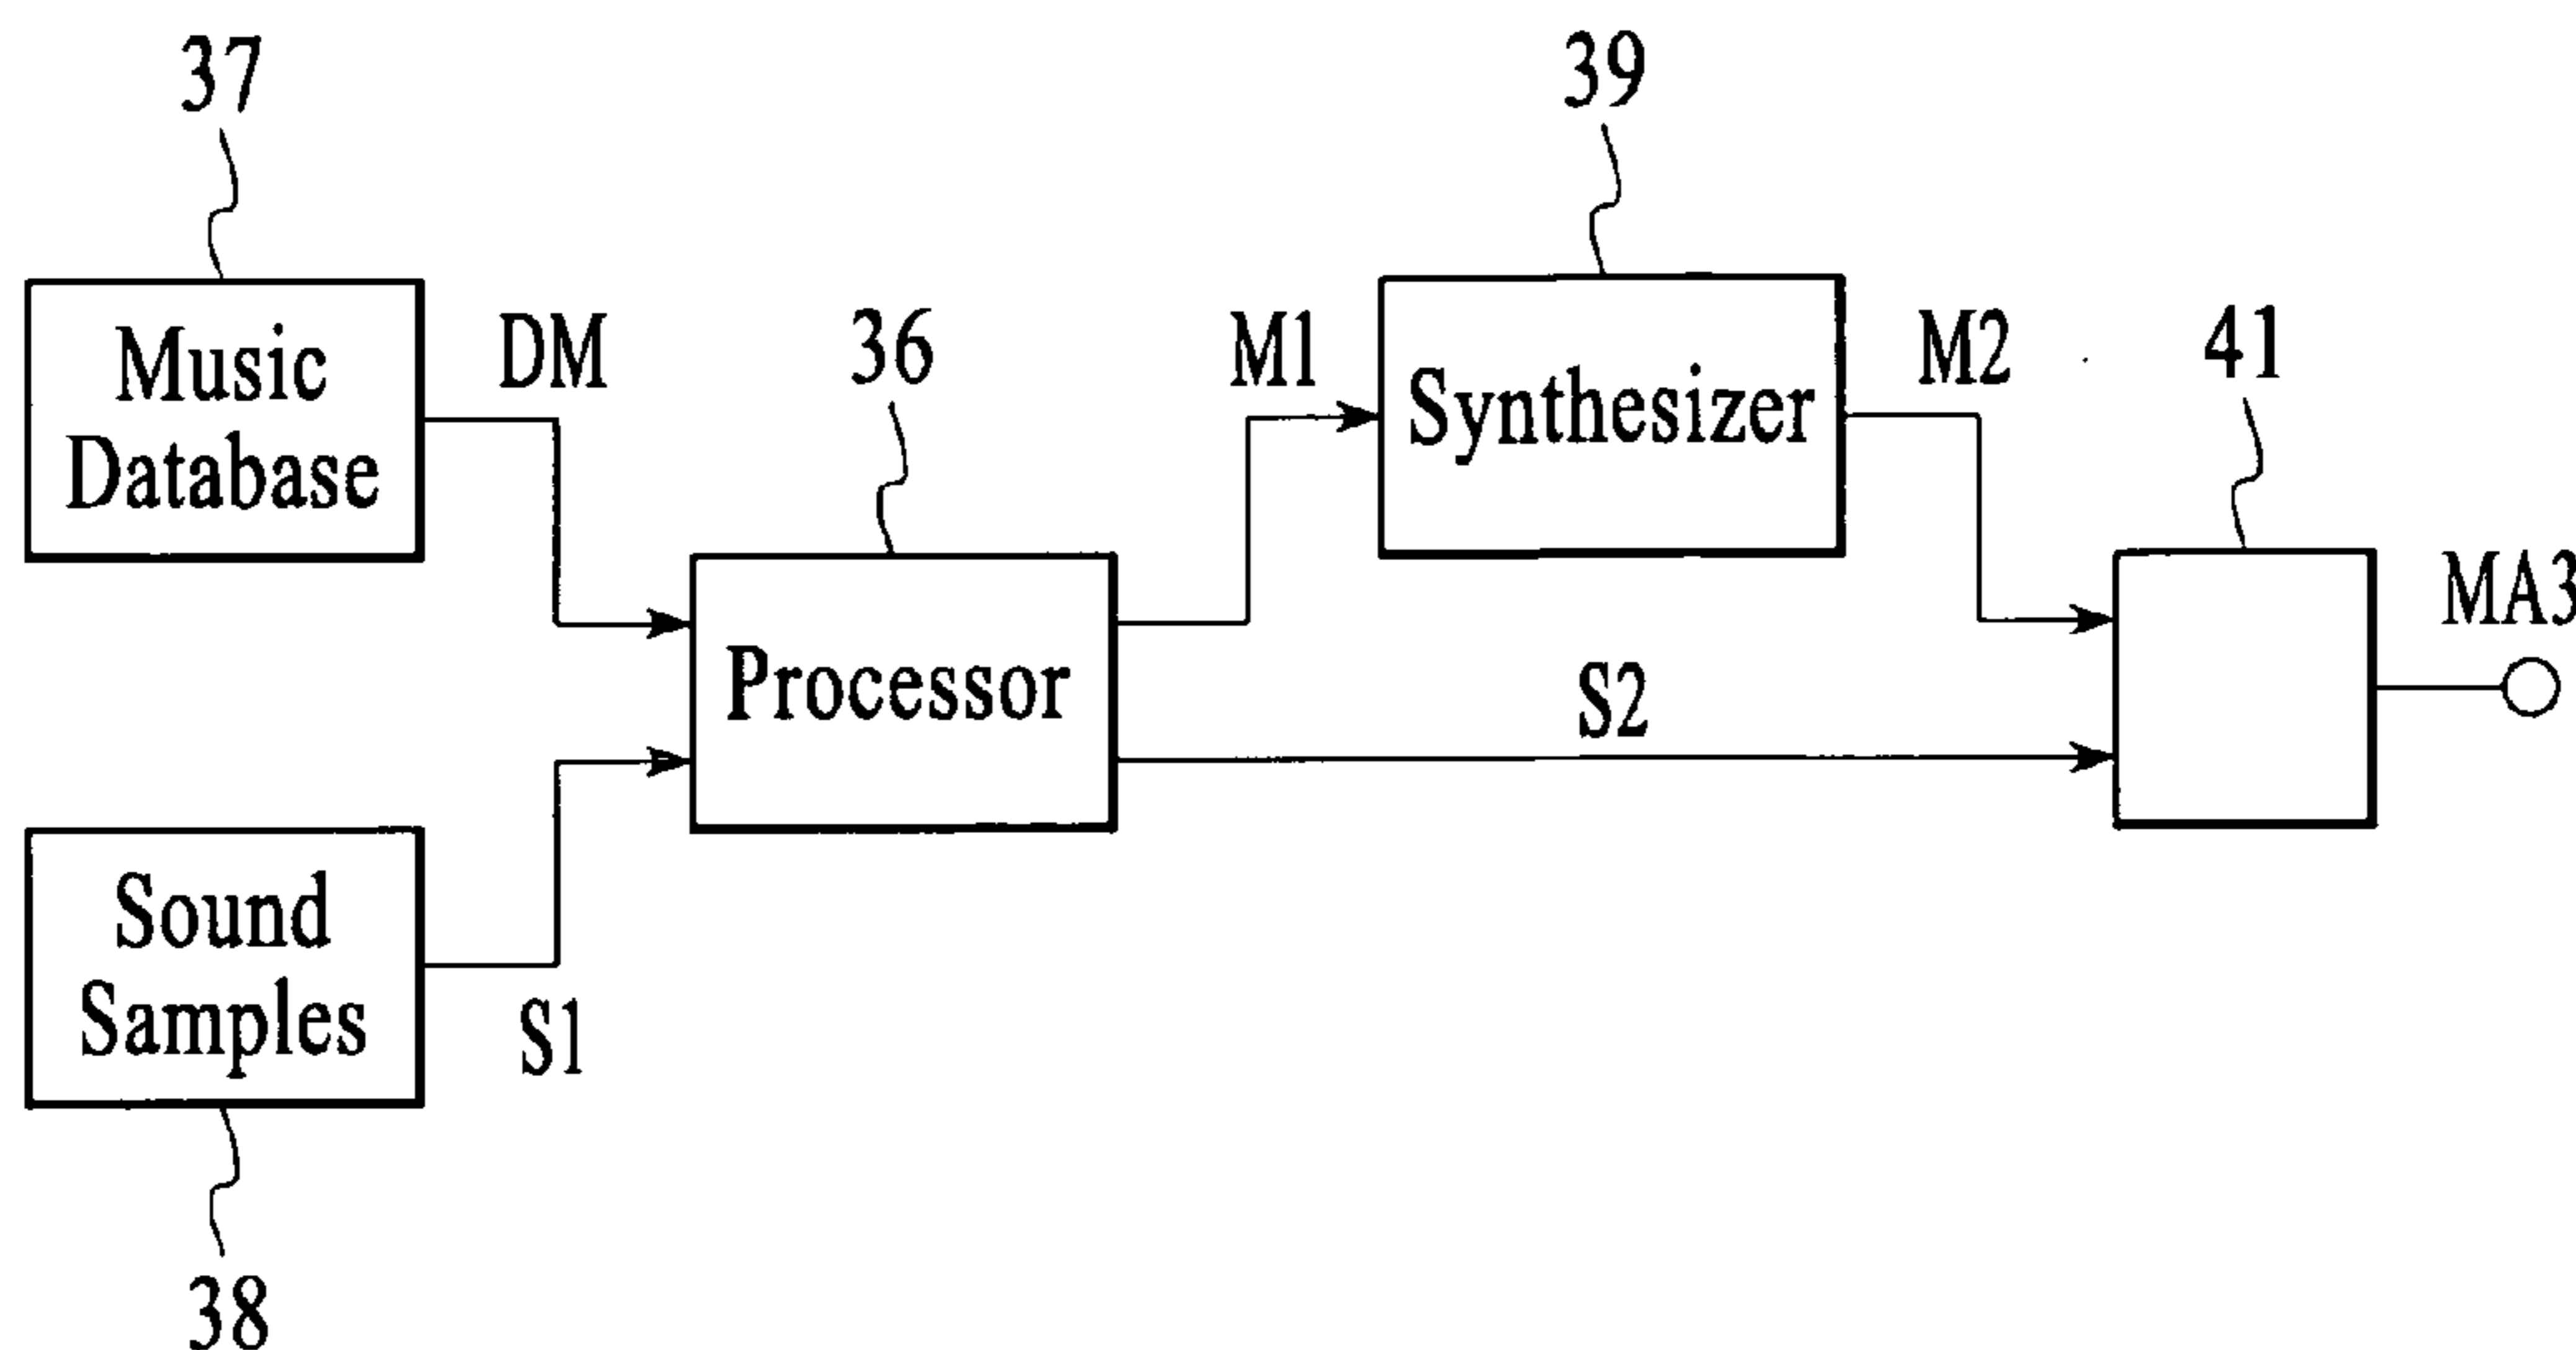 37
39
Music
Database
DM
36
M1
Synthesizer
M2
41
Processor
S2
MA3
Sound
Samples
S1
38